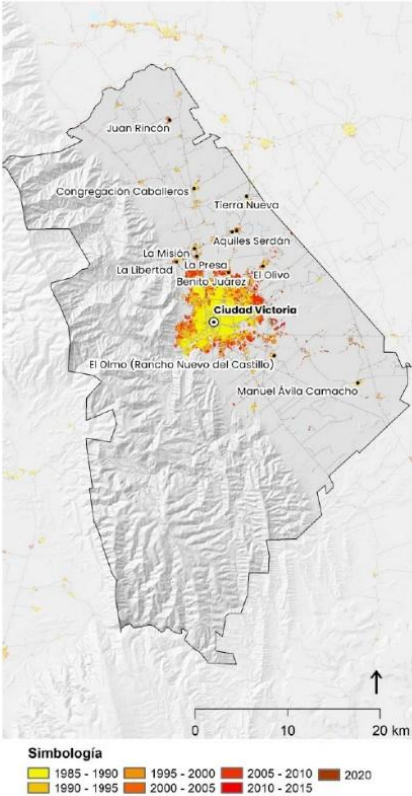 Juan Rincón
Congregación Caballeros
Tierra Nueva
Aquiles Serdán
La Misión
La Presa
La Libertad
El Olivo
Benito Juárez
Ciudad Victoria
El Olmo (Rancho Nuevo del Castillo)
Manuel Ávila Camacho
0 10 20 km
Simbología
1985 - 1990 1995 - 2000 2005 - 2010 2020
1990 - 1995 2000 - 2005 2010 - 2015